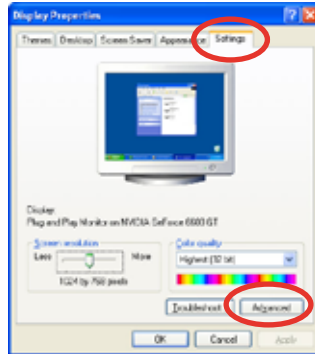 Display Properties
Themes Desktop Screen Saver Appearance Settings
Display:
Plug and Play Monitor on NVIDIA GeForce 6600 GT
Screen resolution
Less More
1024 by 768 pixels
Color quality
Highest (32 bit)
Troubleshoot Advanced
OK Cancel Apply